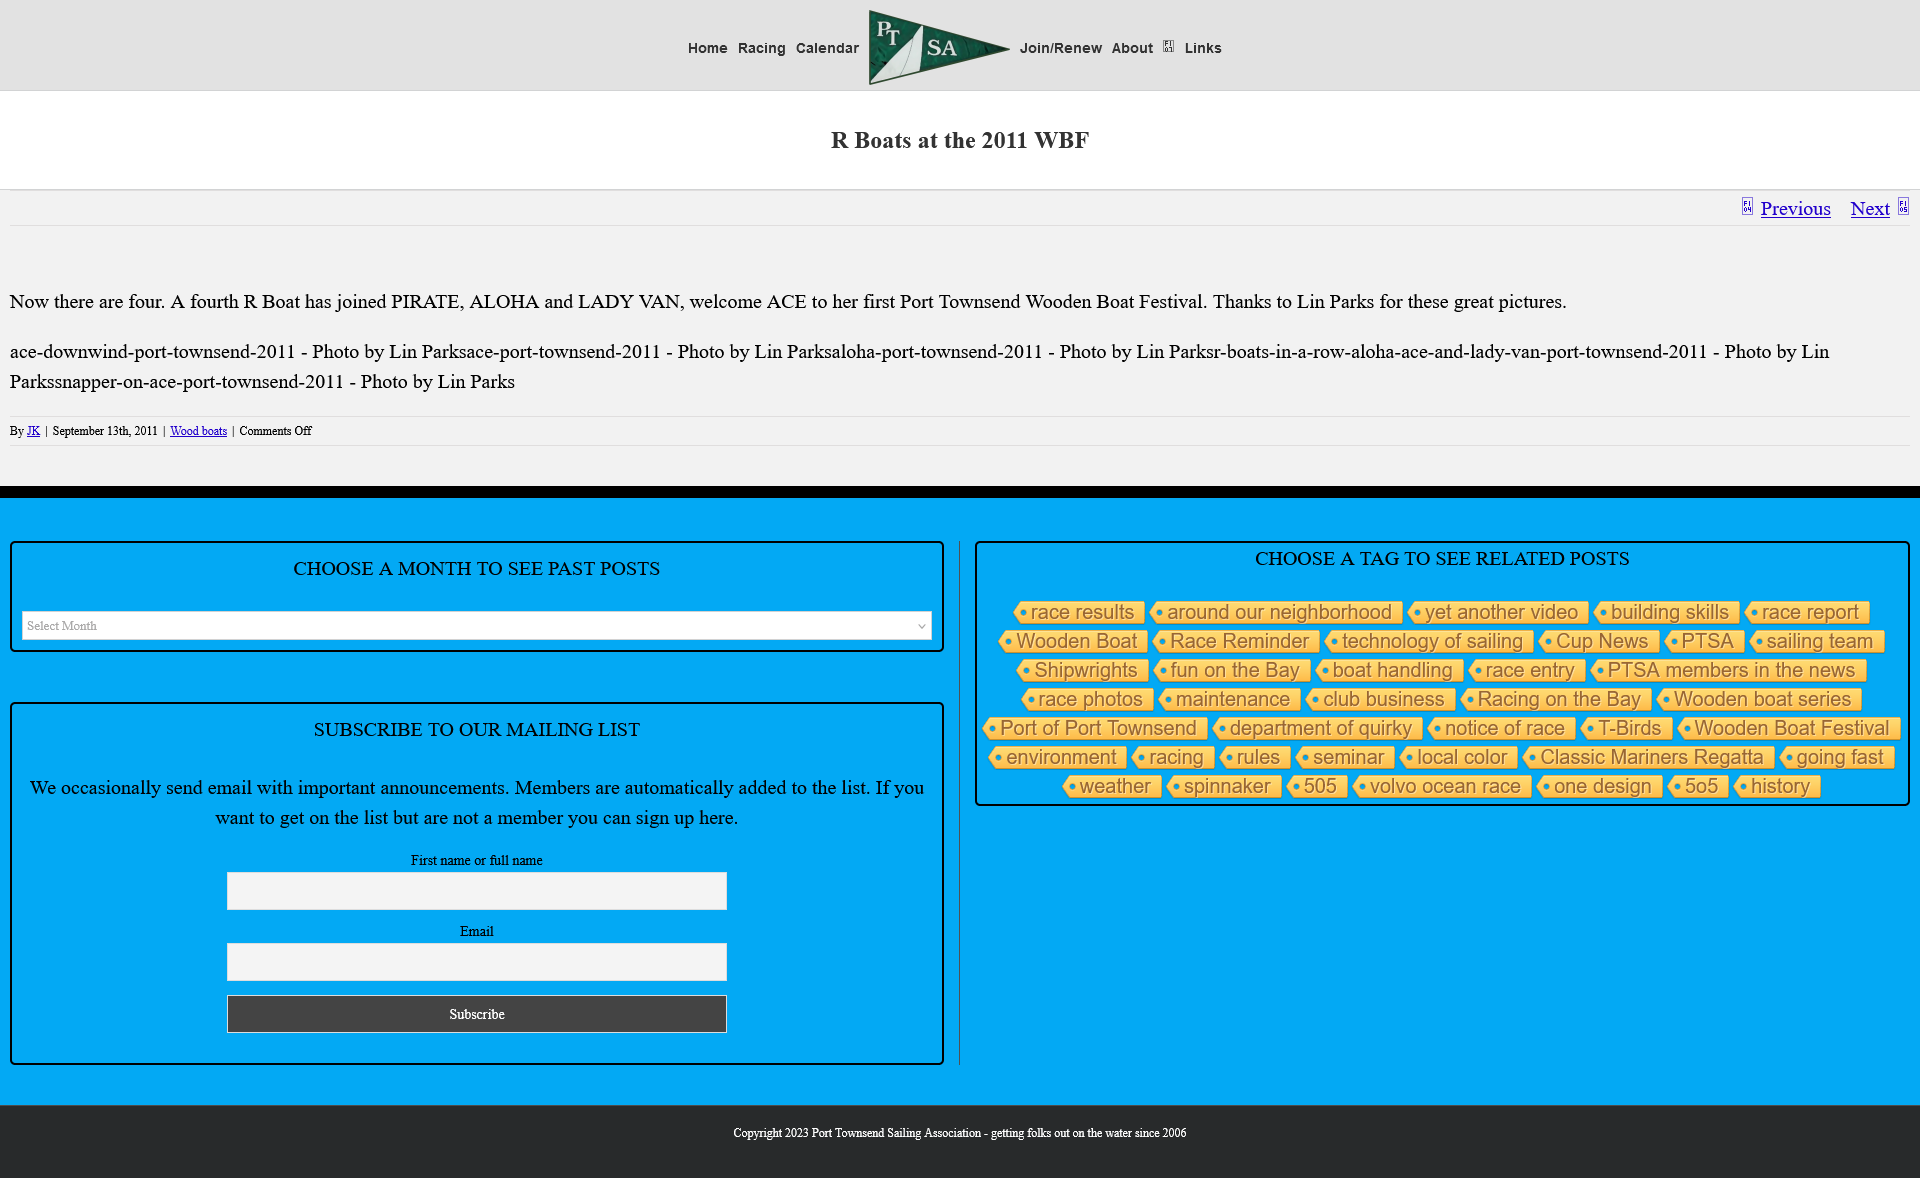 Home Racing Calendar PT SA Join/Renew About Links
R Boats at the 2011 WBF
Previous Next
Now there are four. A fourth R Boat has joined PIRATE, ALOHA and LADY VAN, welcome ACE to her first Port Townsend Wooden Boat Festival. Thanks to Lin Parks for these great pictures.
ace-downwind-port-townsend-2011 - Photo by Lin Parksace-port-townsend-2011 - Photo by Lin Parksaloha-port-townsend-2011 - Photo by Lin Parksr-boats-in-a-row-aloha-ace-and-lady-van-port-townsend-2011 - Photo by Lin
Parkssnapper-on-ace-port-townsend-2011 - Photo by Lin Parks
By JK | September 13th, 2011 | Wood boats | Comments Off
CHOOSE A MONTH TO SEE PAST POSTS
Select Month
SUBSCRIBE TO OUR MAILING LIST
We occasionally send email with important announcements. Members are automatically added to the list. If you
want to get on the list but are not a member you can sign up here.
First name or full name
Email
Subscribe
CHOOSE A TAG TO SEE RELATED POSTS
race results around our neighborhood yet another video building skills race report
Wooden Boat Race Reminder technology of sailing Cup News PTSA sailing team
Shipwrights fun on the Bay boat handling race entry PTSA members in the news
race photos maintenance club business Racing on the Bay Wooden boat series
Port of Port Townsend department of quirky notice of race T-Birds Wooden Boat Festival
environment racing rules seminar local color Classic Mariners Regatta going fast
weather spinnaker 505 volvo ocean race one design 5o5 history
Copyright 2023 Port Townsend Sailing Association - getting folks out on the water since 2006